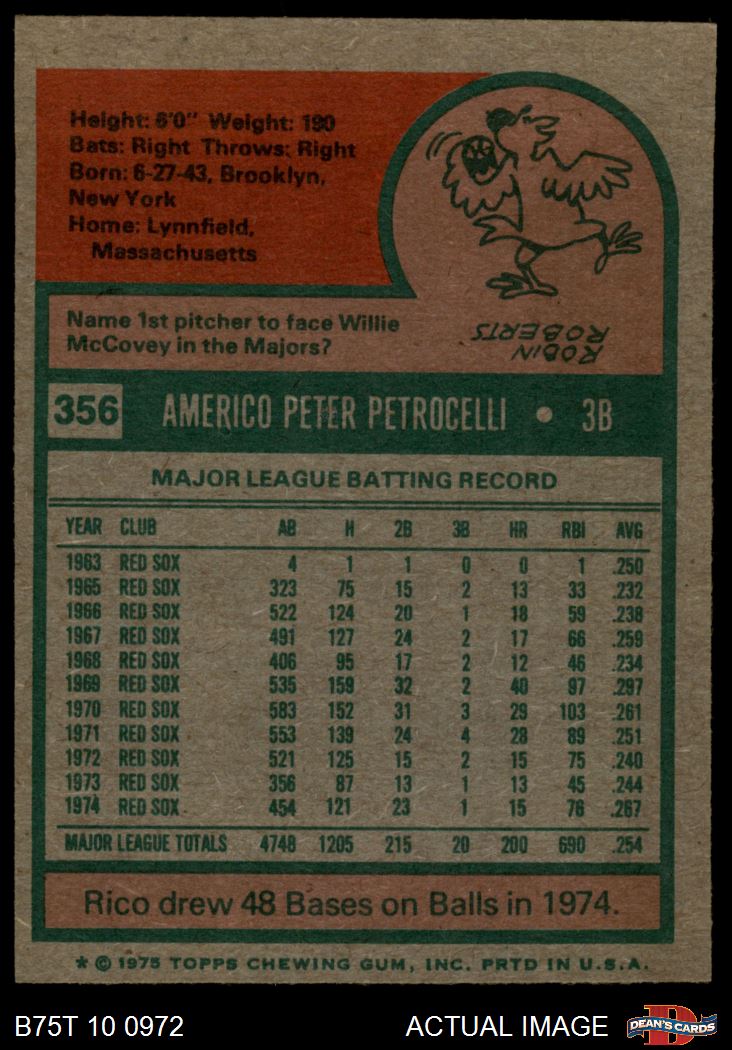 Height: 6'0" Weight: 190
Bats: Right Throws: Right
Born: 6-27-43, Brooklyn,
New York
Home: Lynnfield,
Massachusetts
Name 1st pitcher to face Willie
McCovey in the Majors?
ROBIN
ROBERTS
356 AMERICO PETER PETROCELLI • 3B
MAJOR LEAGUE BATTING RECORD
YEAR CLUB AB H 2B 3B HR RBI AVG
1963 RED SOX 4 1 1 0 0 1 .250
1965 RED SOX 323 75 15 2 13 33 .232
1966 RED SOX 522 124 20 1 18 59 .238
1967 RED SOX 491 127 24 2 17 66 .259
1968 RED SOX 406 95 17 2 12 46 .234
1969 RED SOX 535 159 32 2 40 97 .297
1970 RED SOX 583 152 31 3 29 103 .261
1971 RED SOX 553 139 24 4 28 89 .251
1972 RED SOX 521 125 15 2 15 75 .240
1973 RED SOX 356 87 13 1 13 45 .244
1974 RED SOX 454 121 23 1 15 76 .267
MAJOR LEAGUE TOTALS 4748 1205 215 20 200 690 .254
Rico drew 48 Bases on Balls in 1974.
* © 1975 TOPPS CHEWING GUM, INC. PRTD IN U.S.A.
B75T 10 0972 ACTUAL IMAGE
DEAN'S CARDS